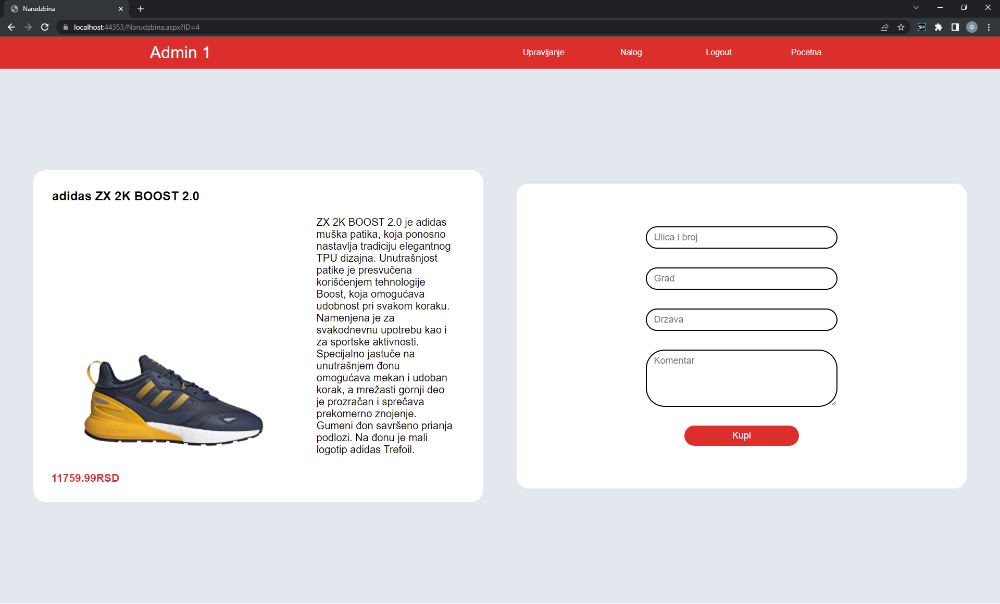 Narudzbina
localhost:44353/Narudzbina.aspx?ID=4
SIH
Ф
Admin 1
Upravljanje
Nalog
Logout
Pocetna
adidas ZX 2K BOOST 2.0
ZX 2K BOOST 2.0 je adidas
muška patika, koja ponosno
nastavlja tradiciju elegantnog
TPU dizajna. Unutrašnjost
patike je presvučena
korišćenjem tehnologije
Boost, koja omogućava
udobnost pri svakom koraku.
Namenjena je za
svakodnevnu upotrebu kao i
za sportske aktivnosti.
Specijalno jastuče na
unutrašnjem đonu
omogućava mekan i udoban
korak, a mrežasti gornji deo
je prozračan i sprečava
prekomerno znojenje.
Gumeni đon savršeno prianja
podlozi. Na đonu je mali
logotip adidas Trefoil.
adidas
11759.99RSD
Ulica i broj
Grad
Drzava
Komentar
Kupi